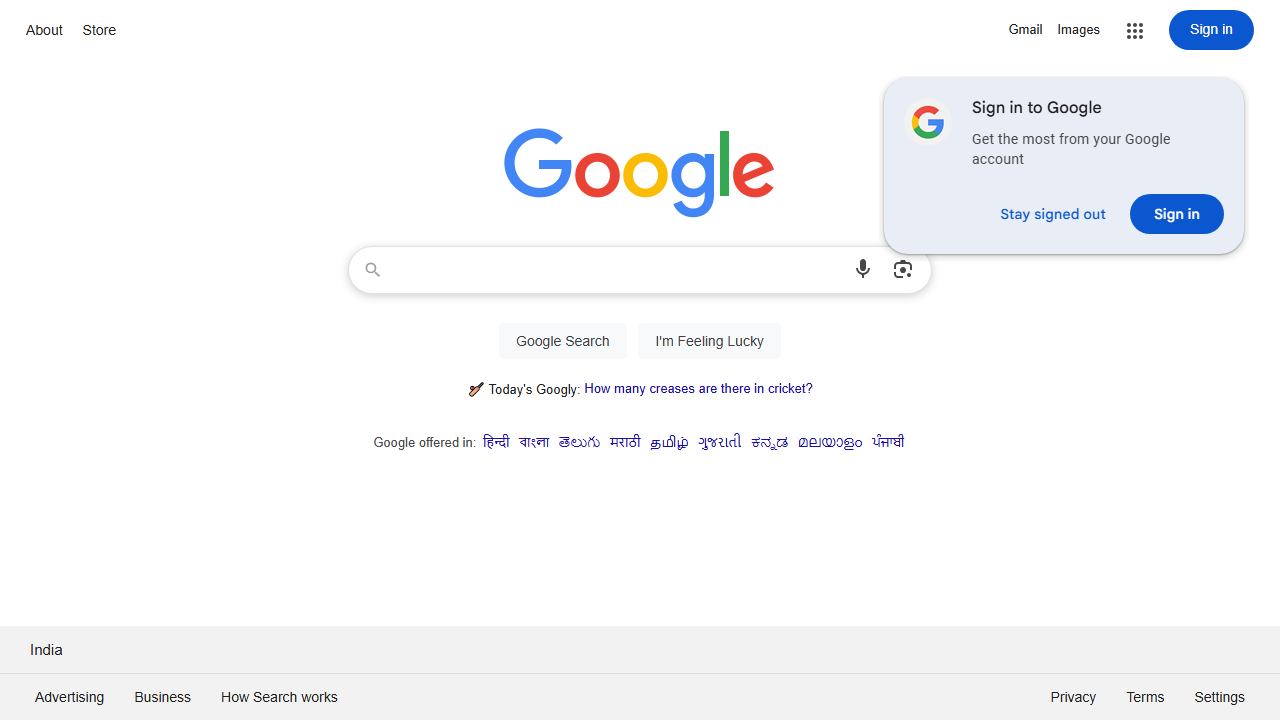 About Store
Gmail Images Sign in
Google
Sign in to Google
Get the most from your Google
account
Stay signed out Sign in
Google Search I'm Feeling Lucky
Today's Googly: How many creases are there in cricket?
Google offered in: हिन्दी বাংলা తెలుగు मराठी தமிழ் ગુજરાતી ಕನ್ನಡ മലയാളം ਪੰਜਾਬੀ
India
Advertising Business How Search works
Privacy Terms Settings